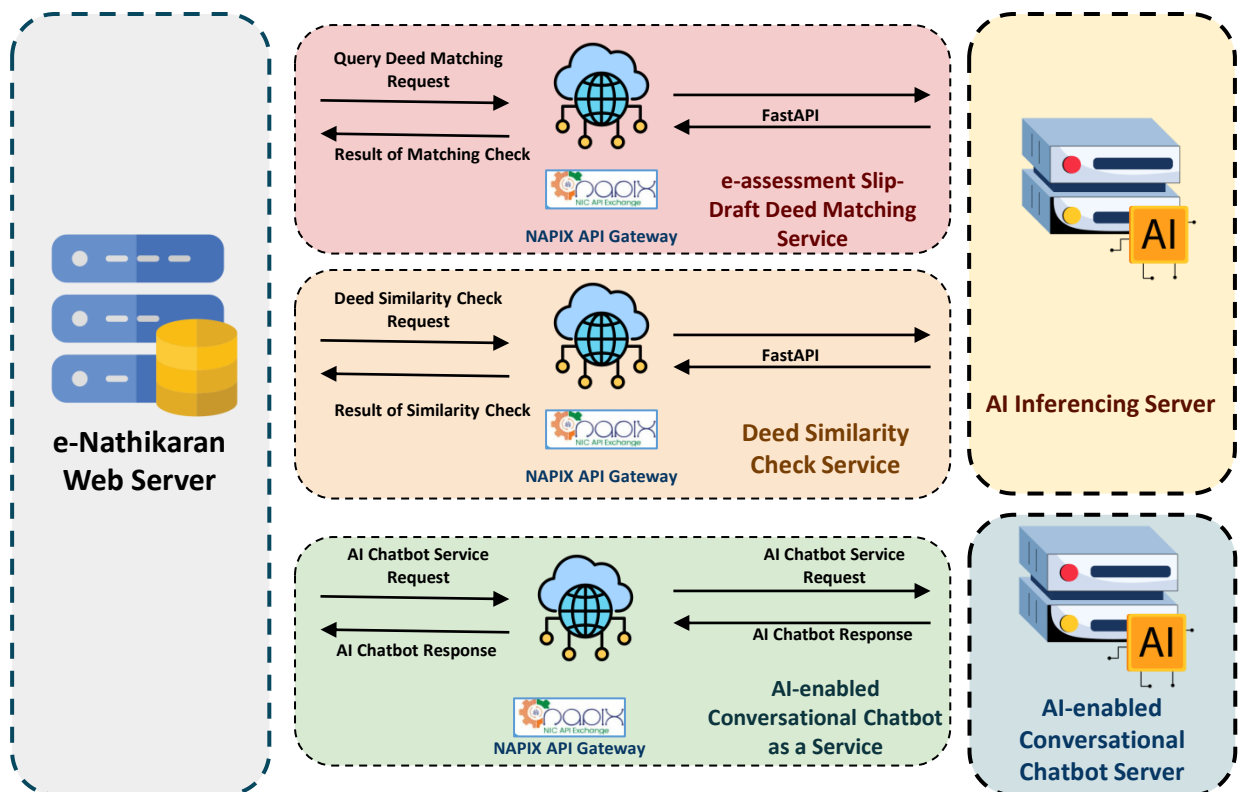 e-Nathikaran
Web Server
Query Deed Matching
Request
Result of Matching Check
FastAPI
napix
NIC API Exchange
NAPIX API Gateway
e-assessment Slip-
Draft Deed Matching
Service
Deed Similarity Check
Request
Result of Similarity Check
FastAPI
napix
NIC API Exchange
NAPIX API Gateway
Deed Similarity
Check Service
AI Chatbot Service
Request
AI Chatbot Response
AI Chatbot Service
Request
AI Chatbot Response
napix
NIC API Exchange
NAPIX API Gateway
AI-enabled
Conversational Chatbot
as a Service
AI
AI Inferencing Server
AI
AI-enabled
Conversational
Chatbot Server